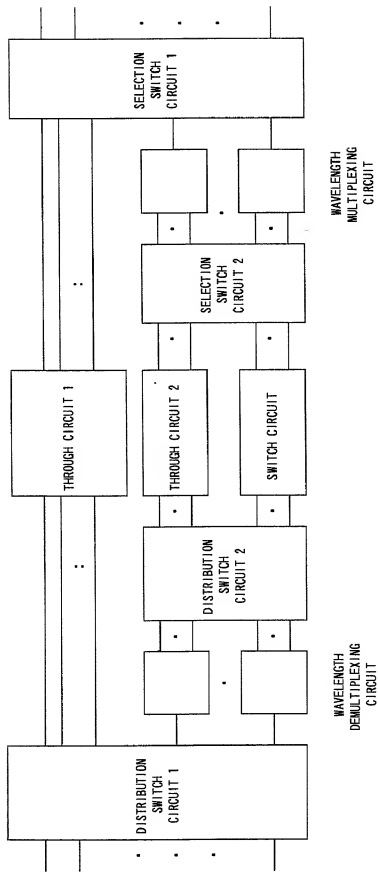 DISTRIBUTION
SWITCH
CIRCUIT 1
WAVELENGTH
DEMULTIPLEXING
CIRCUIT
DISTRIBUTION
SWITCH
CIRCUIT 2
THROUGH CIRCUIT 1
THROUGH CIRCUIT 2
SWITCH CIRCUIT
SELECTION
SWITCH
CIRCUIT 2
WAVELENGTH
MULTIPLEXING
CIRCUIT
SELECTION
SWITCH
CIRCUIT 1